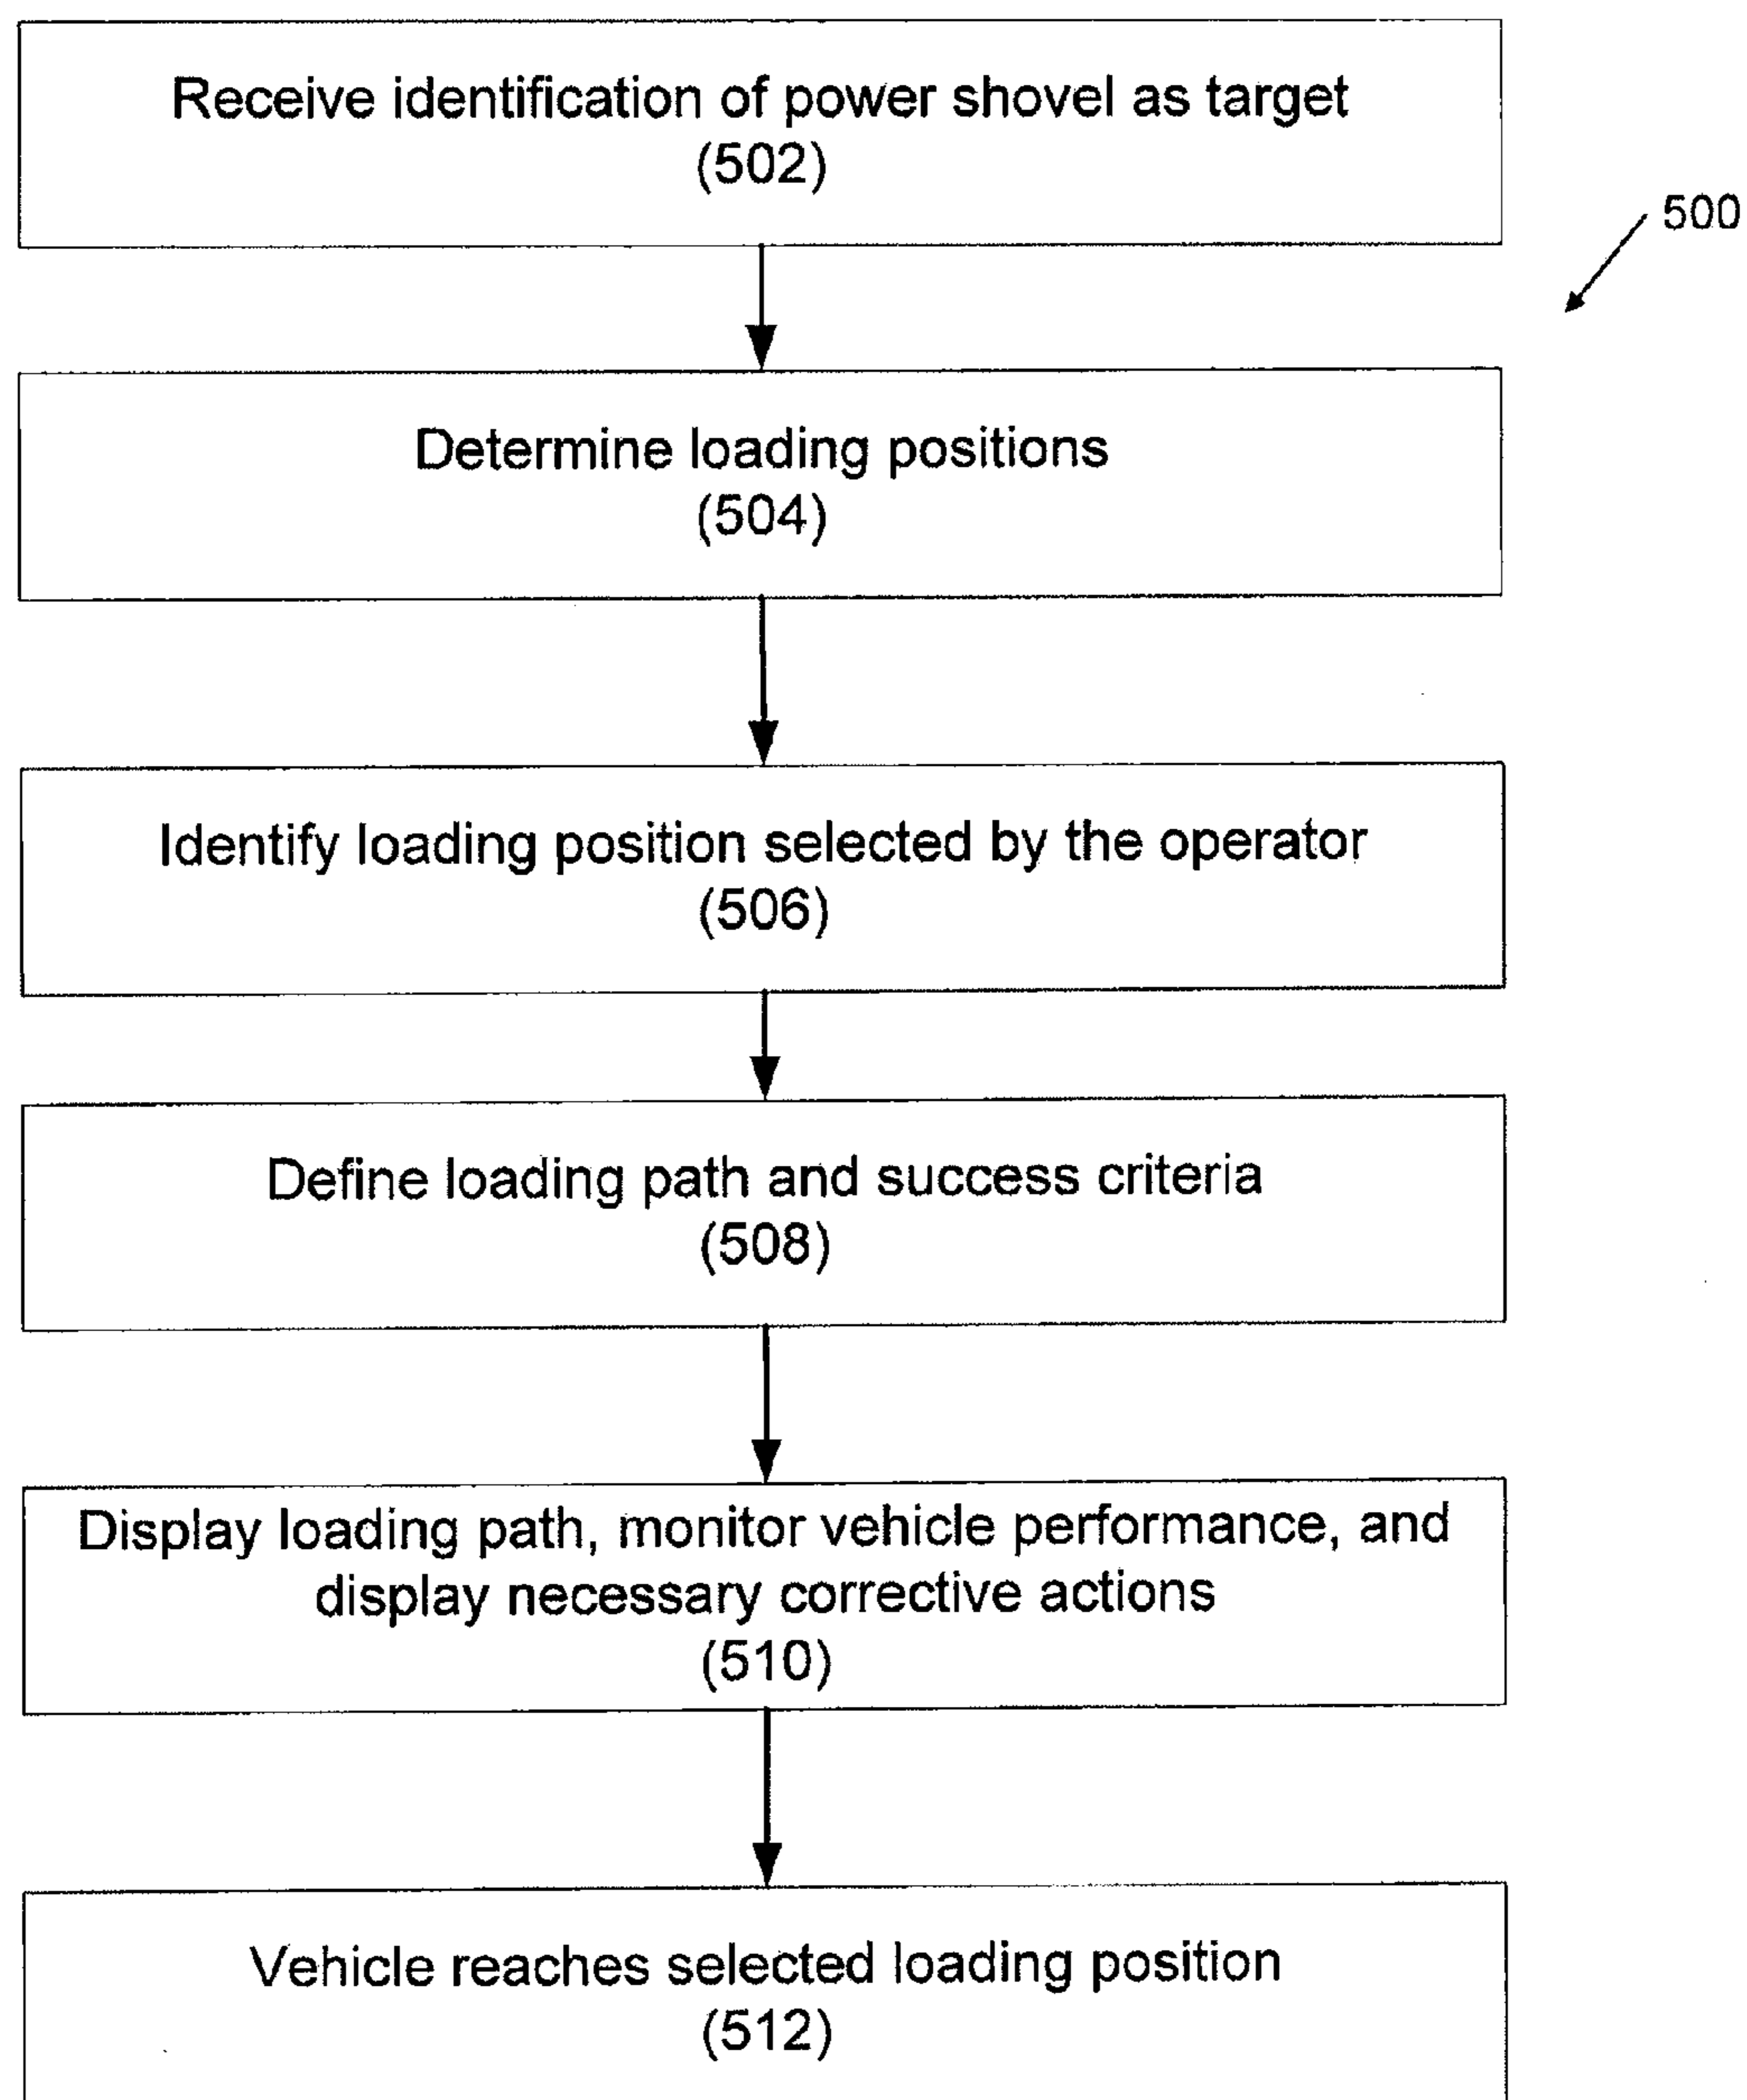 Receive identification of power shovel as target
(502)
500
Determine loading positions
(504)
Identify loading position selected by the operator
(506)
Define loading path and success criteria
(508)
Display loading path, monitor vehicle performance, and
display necessary corrective actions
(510)
Vehicle reaches selected loading position
(512)